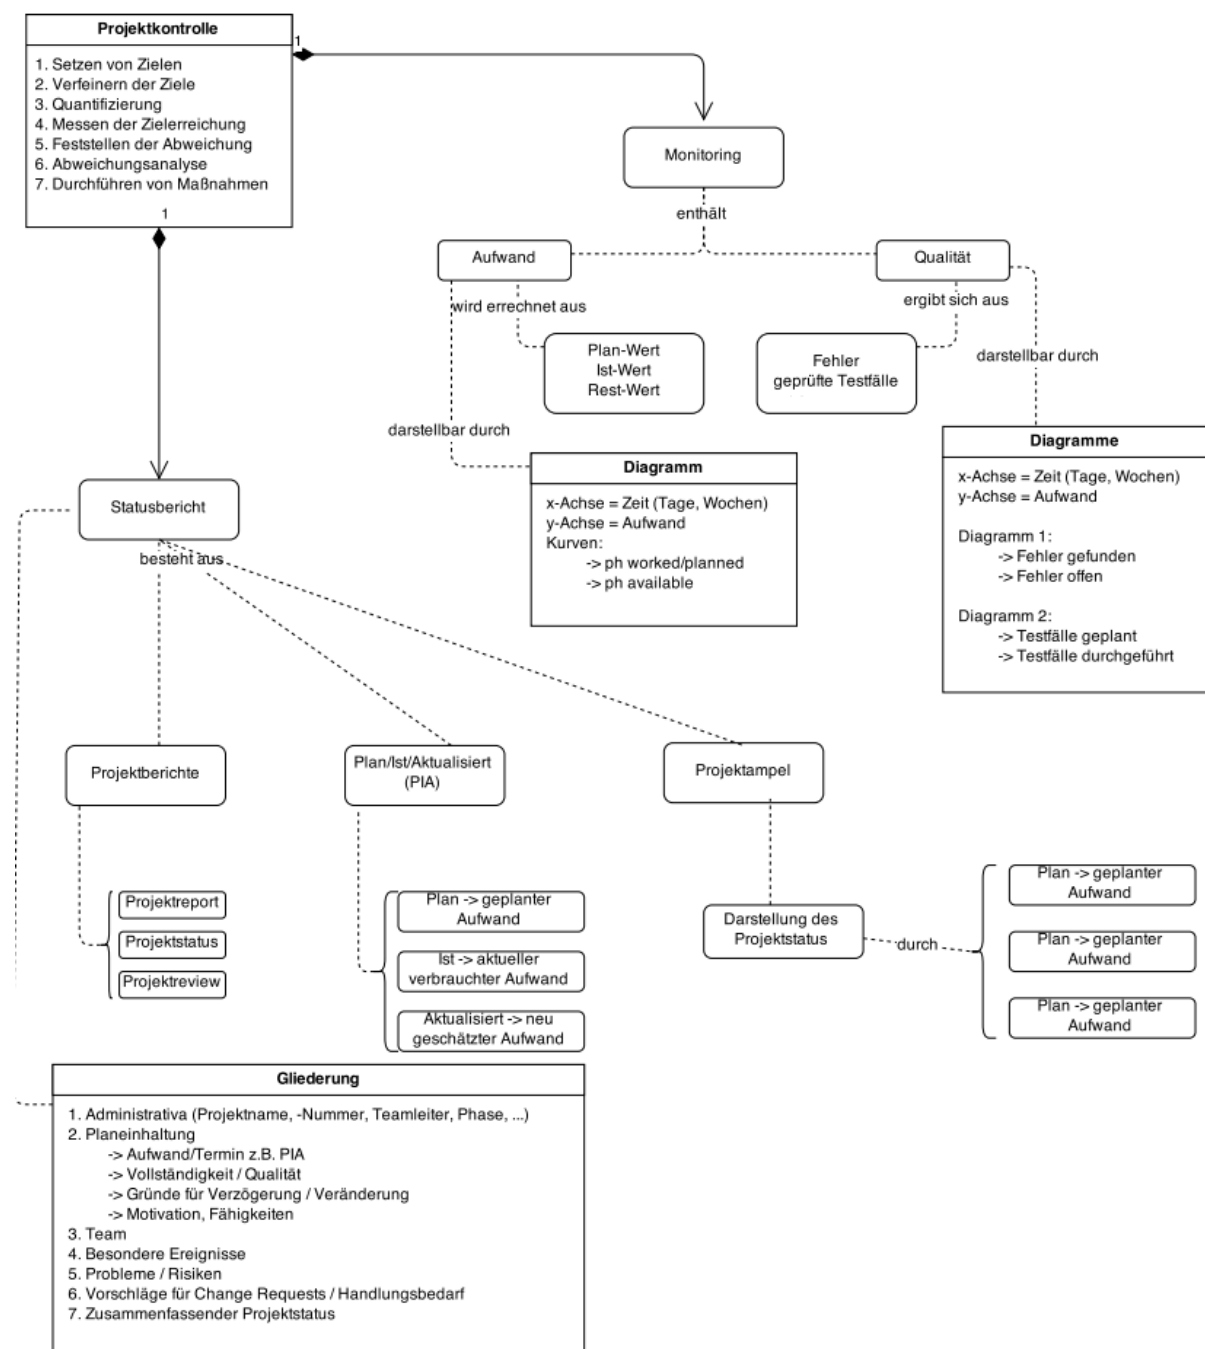 Projektkontrolle
1. Setzen von Zielen
2. Verfeinern der Ziele
3. Quantifizierung
4. Messen der Zielerreichung
5. Feststellen der Abweichung
6. Abweichungsanalyse
7. Durchführen von Maßnahmen
1
1
Monitoring
enthält
Aufwand
Qualität
wird errechnet aus
ergibt sich aus
Plan-Wert
Ist-Wert
Rest-Wert
Fehler
geprüfte Testfälle
darstellbar durch
darstellbar durch
Diagramm
x-Achse = Zeit (Tage, Wochen)
y-Achse = Aufwand
Kurven:
-> ph worked/planned
-> ph available
Diagramme
x-Achse = Zeit (Tage, Wochen)
y-Achse = Aufwand
Diagramm 1:
-> Fehler gefunden
-> Fehler offen
Diagramm 2:
-> Testfälle geplant
-> Testfälle durchgeführt
Statusbericht
besteht aus
Projektberichte
Plan/Ist/Aktualisiert
(PIA)
Projektampel
Projektreport
Projektstatus
Projektreview
Plan -> geplanter
Aufwand
Ist -> aktueller
verbrauchter Aufwand
Aktualisiert -> neu
geschätzter Aufwand
Darstellung des
Projektstatus
durch
Plan -> geplanter
Aufwand
Plan -> geplanter
Aufwand
Plan -> geplanter
Aufwand
Gliederung
1. Administrativa (Projektname, -Nummer, Teamleiter, Phase, ...)
2. Planeinhaltung
-> Aufwand/Termin z.B. PIA
-> Vollständigkeit / Qualität
-> Gründe für Verzögerung / Veränderung
-> Motivation, Fähigkeiten
3. Team
4. Besondere Ereignisse
5. Probleme / Risiken
6. Vorschläge für Change Requests / Handlungsbedarf
7. Zusammenfassender Projektstatus